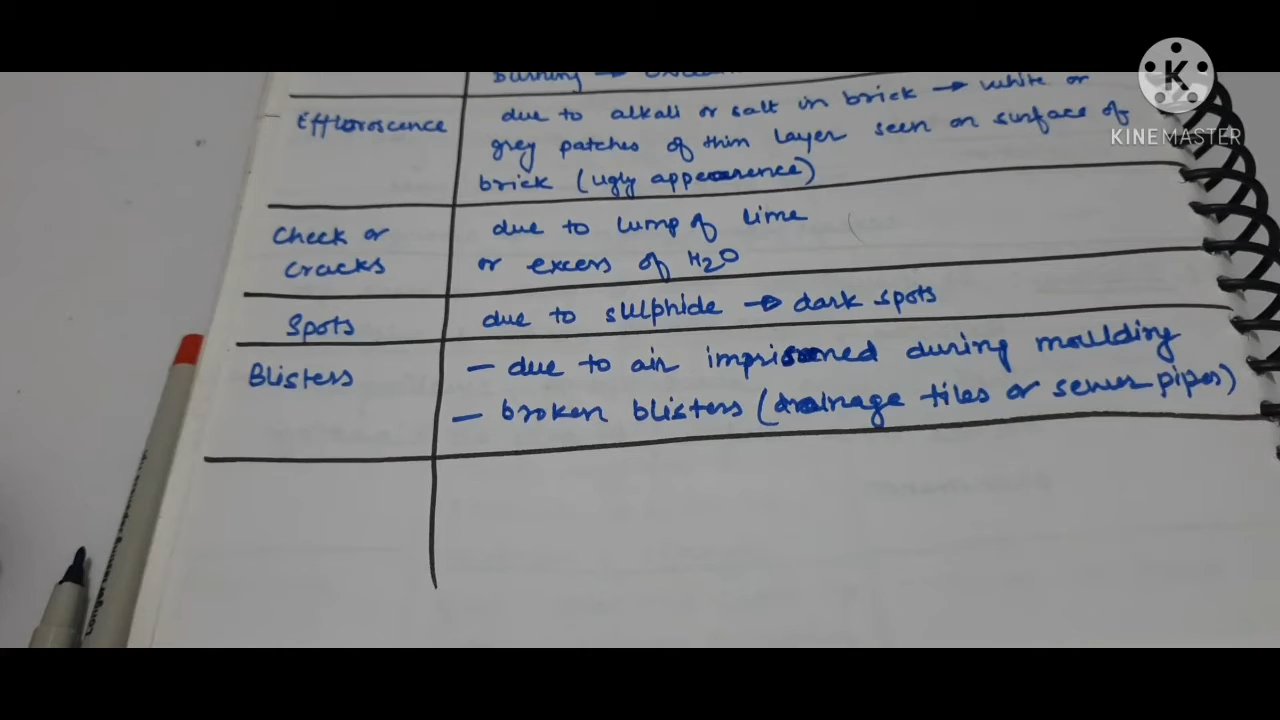 burning →
Effloroscence
due to alkali or salt in brick → white or
grey patches of thin layer seen on surface of
brick (ugly appearence)
Check or
cracks
due to lump of lime
or excess of H2O
Spots
due to sulphide → dark spots
Blisters
- due to air imprisoned during moulding
- broken blisters (drainage tiles or sewer pipes)
KINEMASTER